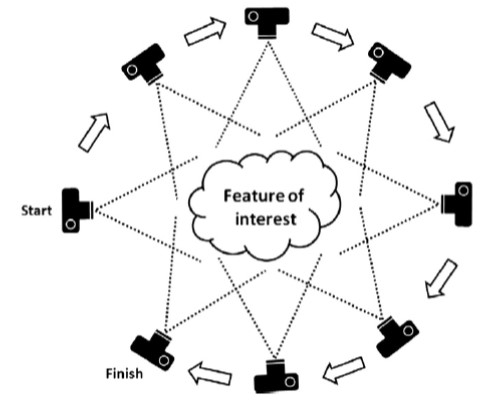 Feature of
interest
Start
Finish